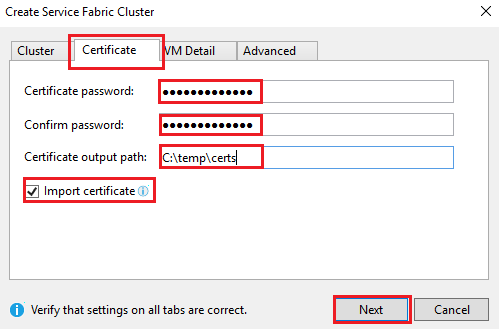 Create Service Fabric Cluster
Cluster Certificate VM Detail Advanced
Certificate password: ●●●●●●●●●●●●●
Confirm password: ●●●●●●●●●●●●●
Certificate output path: C:\temp\certs
Import certificate
Verify that settings on all tabs are correct. Next Cancel